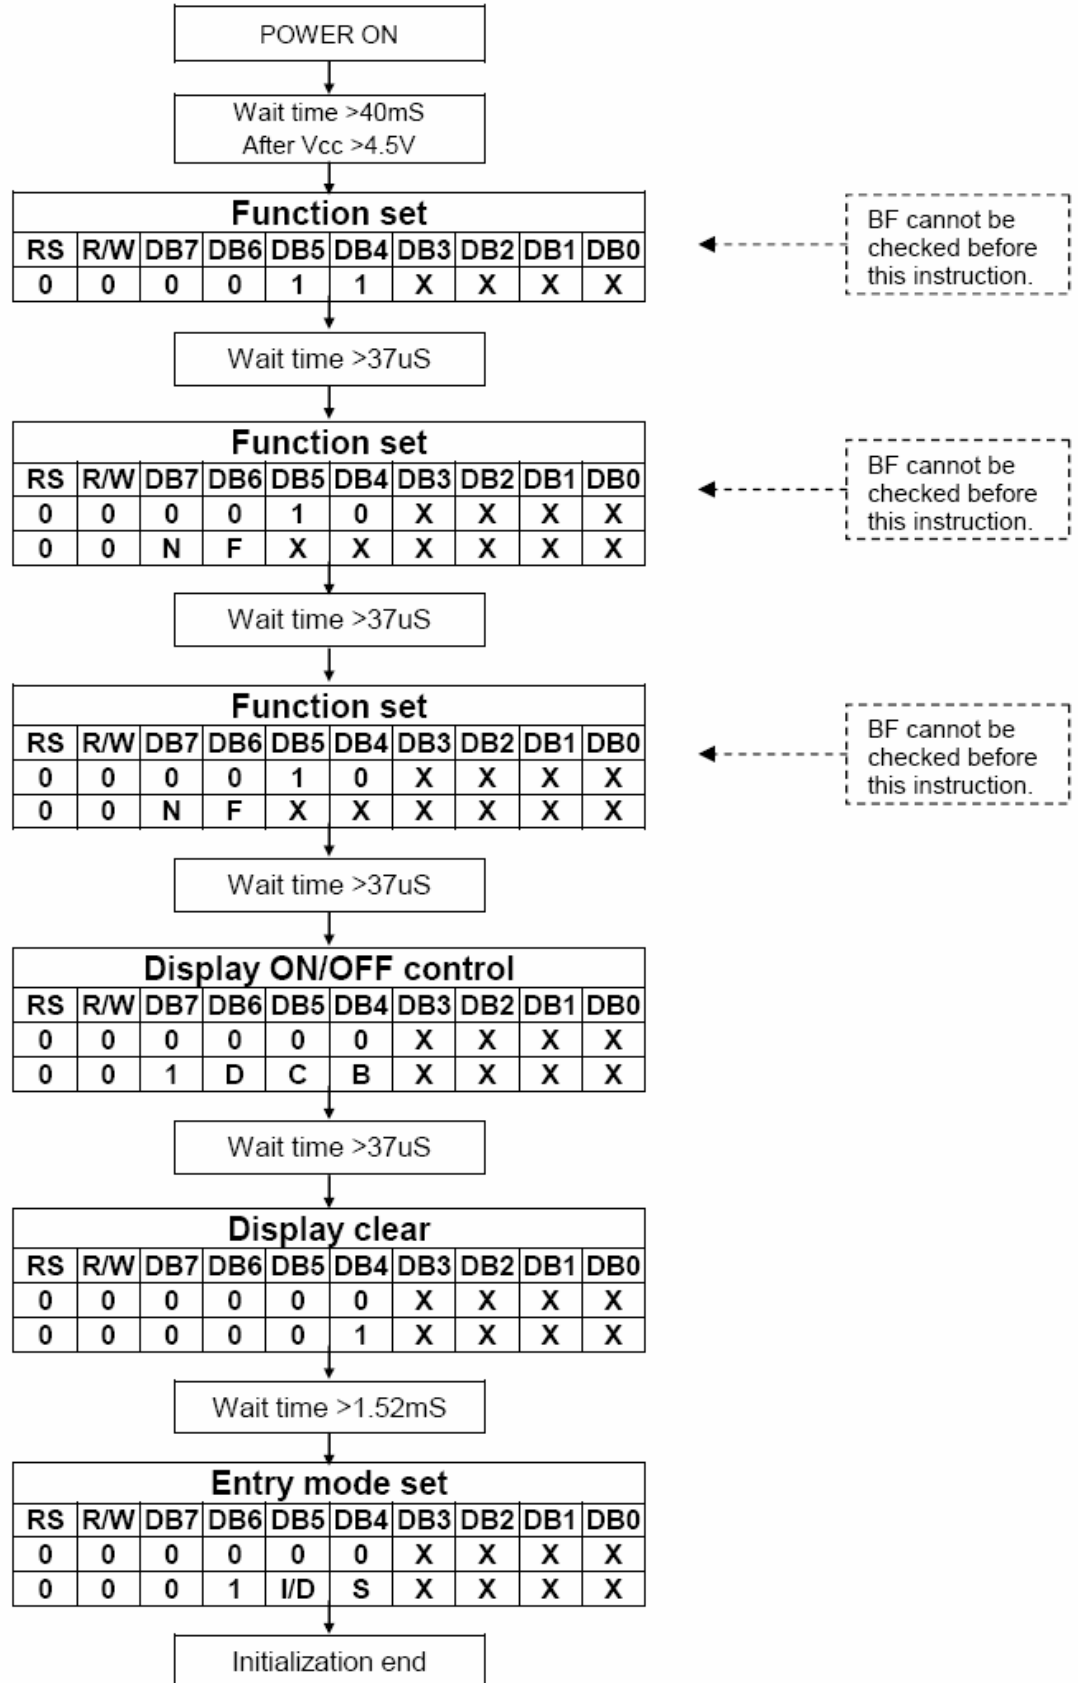 POWER ON
Wait time >40mS
After Vcc >4.5V
Function set
RS R/W DB7 DB6 DB5 DB4 DB3 DB2 DB1 DB0
0 0 0 0 1 1 X X X X
BF cannot be
checked before
this instruction.
Wait time >37uS
Function set
RS R/W DB7 DB6 DB5 DB4 DB3 DB2 DB1 DB0
0 0 0 0 1 0 X X X X
0 0 N F X X X X X X
BF cannot be
checked before
this instruction.
Wait time >37uS
Function set
RS R/W DB7 DB6 DB5 DB4 DB3 DB2 DB1 DB0
0 0 0 0 1 0 X X X X
0 0 N F X X X X X X
BF cannot be
checked before
this instruction.
Wait time >37uS
Display ON/OFF control
RS R/W DB7 DB6 DB5 DB4 DB3 DB2 DB1 DB0
0 0 0 0 0 0 X X X X
0 0 1 D C B X X X X
Wait time >37uS
Display clear
RS R/W DB7 DB6 DB5 DB4 DB3 DB2 DB1 DB0
0 0 0 0 0 0 X X X X
0 0 0 0 0 1 X X X X
Wait time >1.52mS
Entry mode set
RS R/W DB7 DB6 DB5 DB4 DB3 DB2 DB1 DB0
0 0 0 0 0 0 X X X X
0 0 0 1 I/D S X X X X
Initialization end